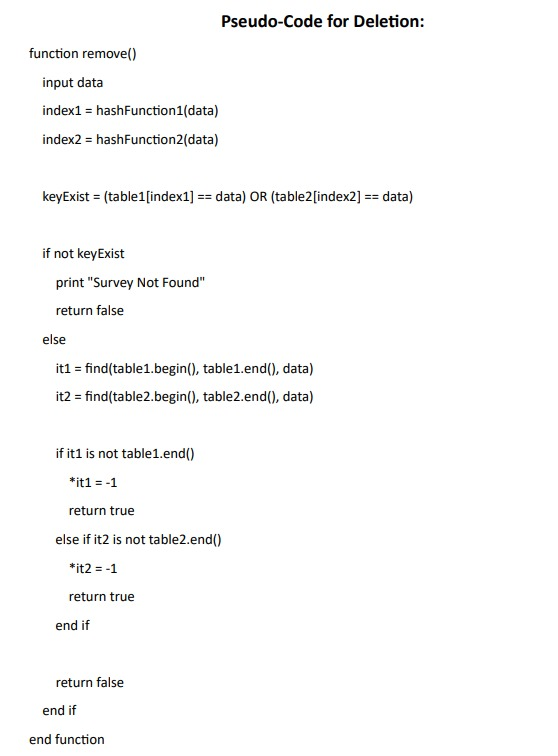 Pseudo-Code for Deletion:
function remove()
input data
index1 = hashFunction1(data)
index2 = hashFunction2(data)
keyExist = (table1[index1] == data) OR (table2[index2] == data)
if not keyExist
print "Survey Not Found"
return false
else
it1 = find(table1.begin(), table1.end(), data)
it2 = find(table2.begin(), table2.end(), data)
if it1 is not table1.end()
*it1 = -1
return true
else if it2 is not table2.end()
*it2 = -1
return true
end if
return false
end if
end function